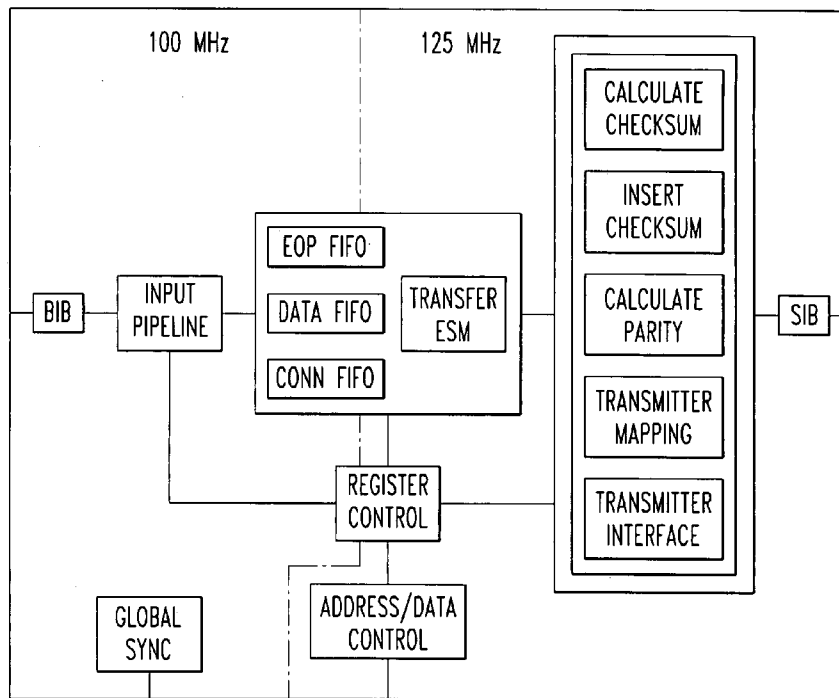 100 MHz
125 MHz
CALCULATE
CHECKSUM
INSERT
CHECKSUM
EOP FIFO
BIB
INPUT
PIPELINE
DATA FIFO
TRANSFER
ESM
CALCULATE
PARITY
SIB
CONN FIFO
TRANSMITTER
MAPPING
REGISTER
CONTROL
TRANSMITTER
INTERFACE
GLOBAL
SYNC
ADDRESS/DATA
CONTROL